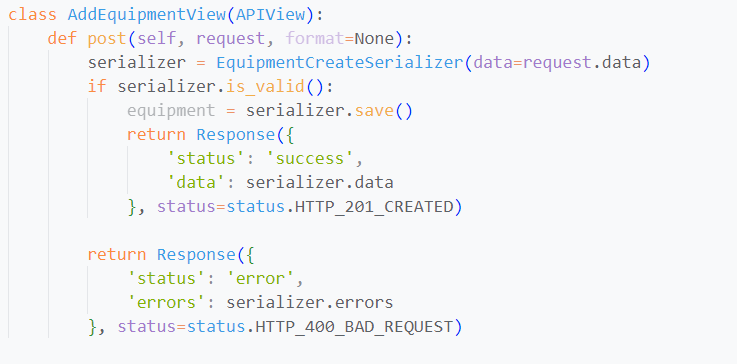 class AddEquipmentView(APIView):
    def post(self, request, format=None):
        serializer = EquipmentCreateSerializer(data=request.data)
        if serializer.is_valid():
            equipment = serializer.save()
            return Response({
                'status': 'success',
                'data': serializer.data
            }, status=status.HTTP_201_CREATED)

        return Response({
            'status': 'error',
            'errors': serializer.errors
        }, status=status.HTTP_400_BAD_REQUEST)